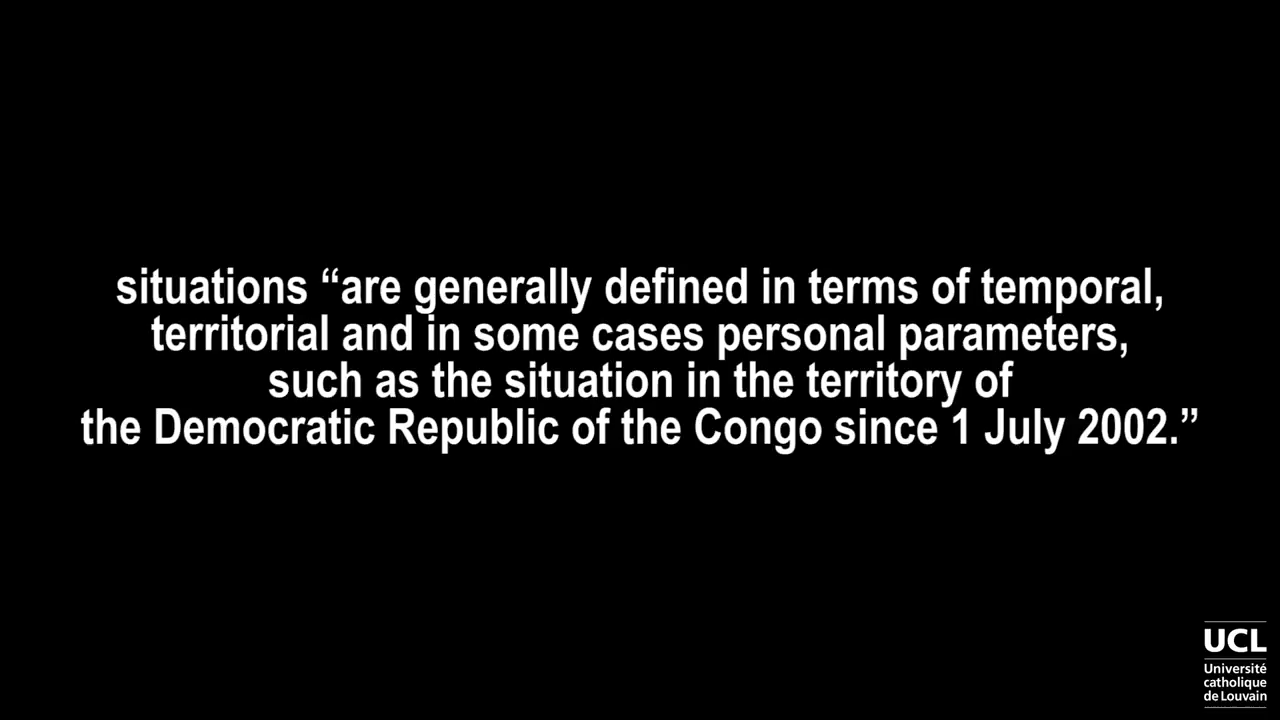 situations “are generally defined in terms of temporal,
territorial and in some cases personal parameters,
such as the situation in the territory of
the Democratic Republic of the Congo since 1 July 2002.”
UCL
Université
catholique
de Louvain